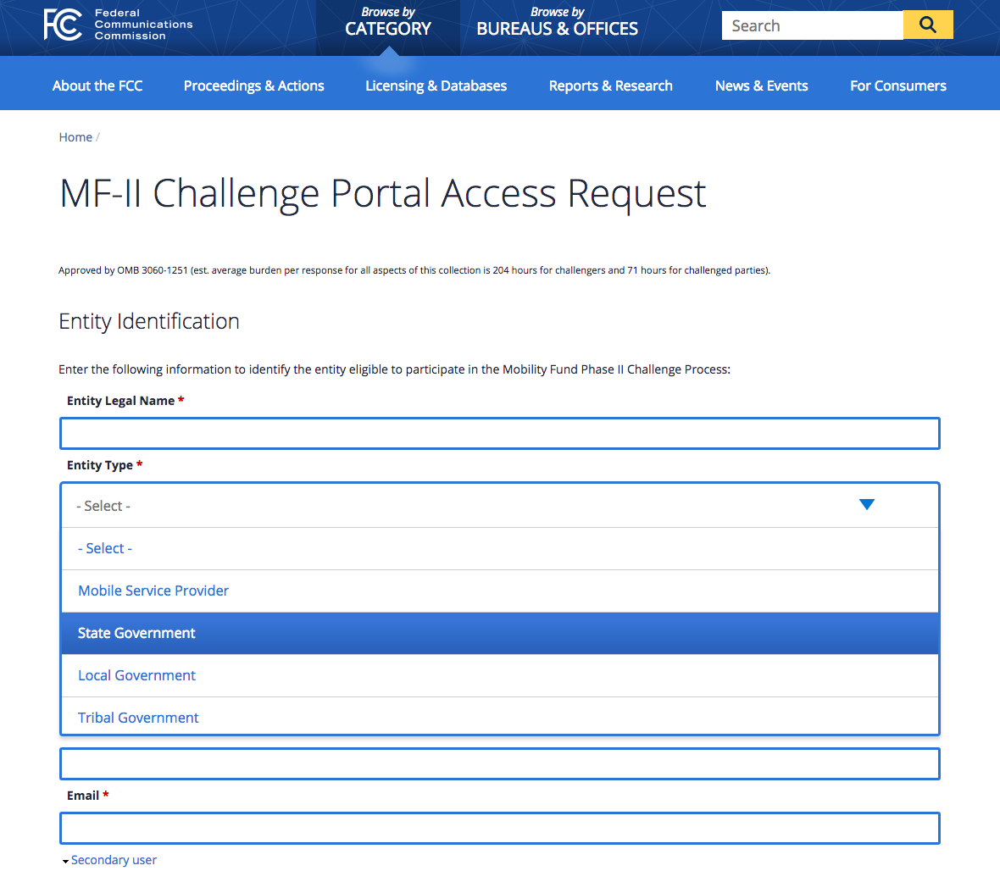 Federal
Communications
Commission
Browse by
CATEGORY
Browse by
BUREAUS & OFFICES
Search
About the FCC
Proceedings & Actions
Licensing & Databases
Reports & Research
News & Events
For Consumers
Home /
MF-II Challenge Portal Access Request
Approved by OMB 3060-1251 (est. average burden per response for all aspects of this collection is 204 hours for challengers and 71 hours for challenged parties).
Entity Identification
Enter the following information to identify the entity eligible to participate in the Mobility Fund Phase II Challenge Process:
Entity Legal Name *
Entity Type *
- Select -
- Select -
Mobile Service Provider
State Government
Local Government
Tribal Government
Email *
Secondary user